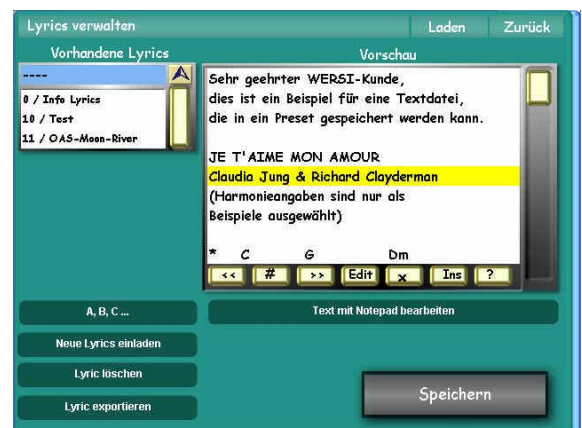 Lyrics verwalten
Laden
Zurück
Vorhandene Lyrics
----
0 / Info Lyrics
10 / Test
11 / OAS-Moon-River
Vorschau
Sehr geehrter WERSI-Kunde,
dies ist ein Beispiel für eine Textdatei,
die in ein Preset gespeichert werden kann.
JE T'AIME MON AMOUR
Claudia Jung & Richard Clayderman
(Harmonieangaben sind nur als
Beispiele ausgewählt)
* C G Dm
<< # >> Edit x Ins ?
A, B, C ...
Text mit Notepad bearbeiten
Neue Lyrics einladen
Lyric löschen
Lyric exportieren
Speichern